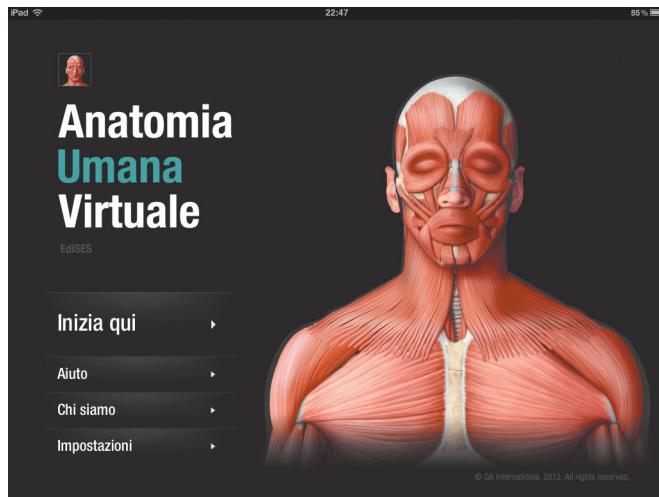 iPad 22:47 85 %
Anatomia
Umana
Virtuale
EdiSES
Inizia qui
Aiuto
Chi siamo
Impostazioni
© QA International, 2012. All rights reserved.